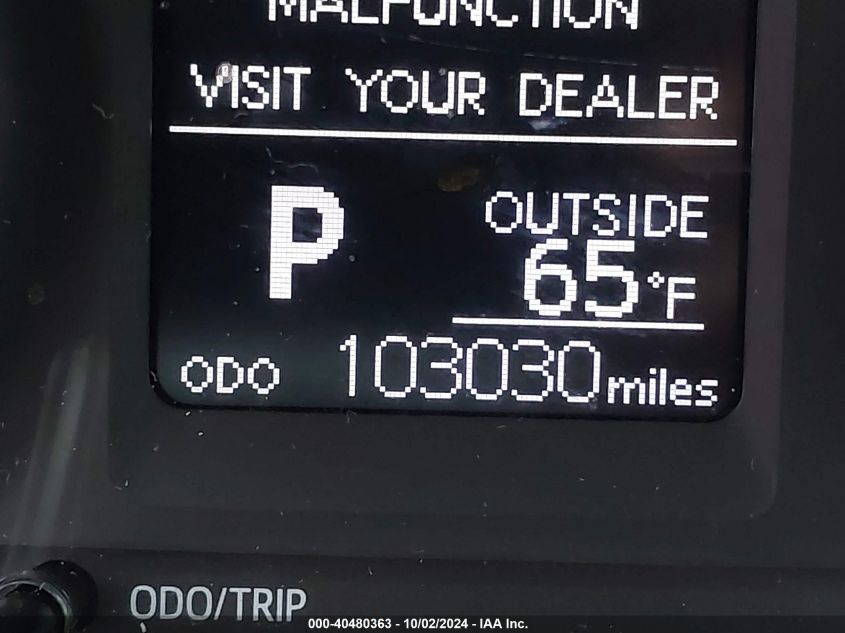 MALFUNCTION
VISIT YOUR DEALER
P
OUTSIDE
65°F
ODO 103030 miles
ODO/TRIP
000-40480363 - 10/02/2024 - IAA Inc.